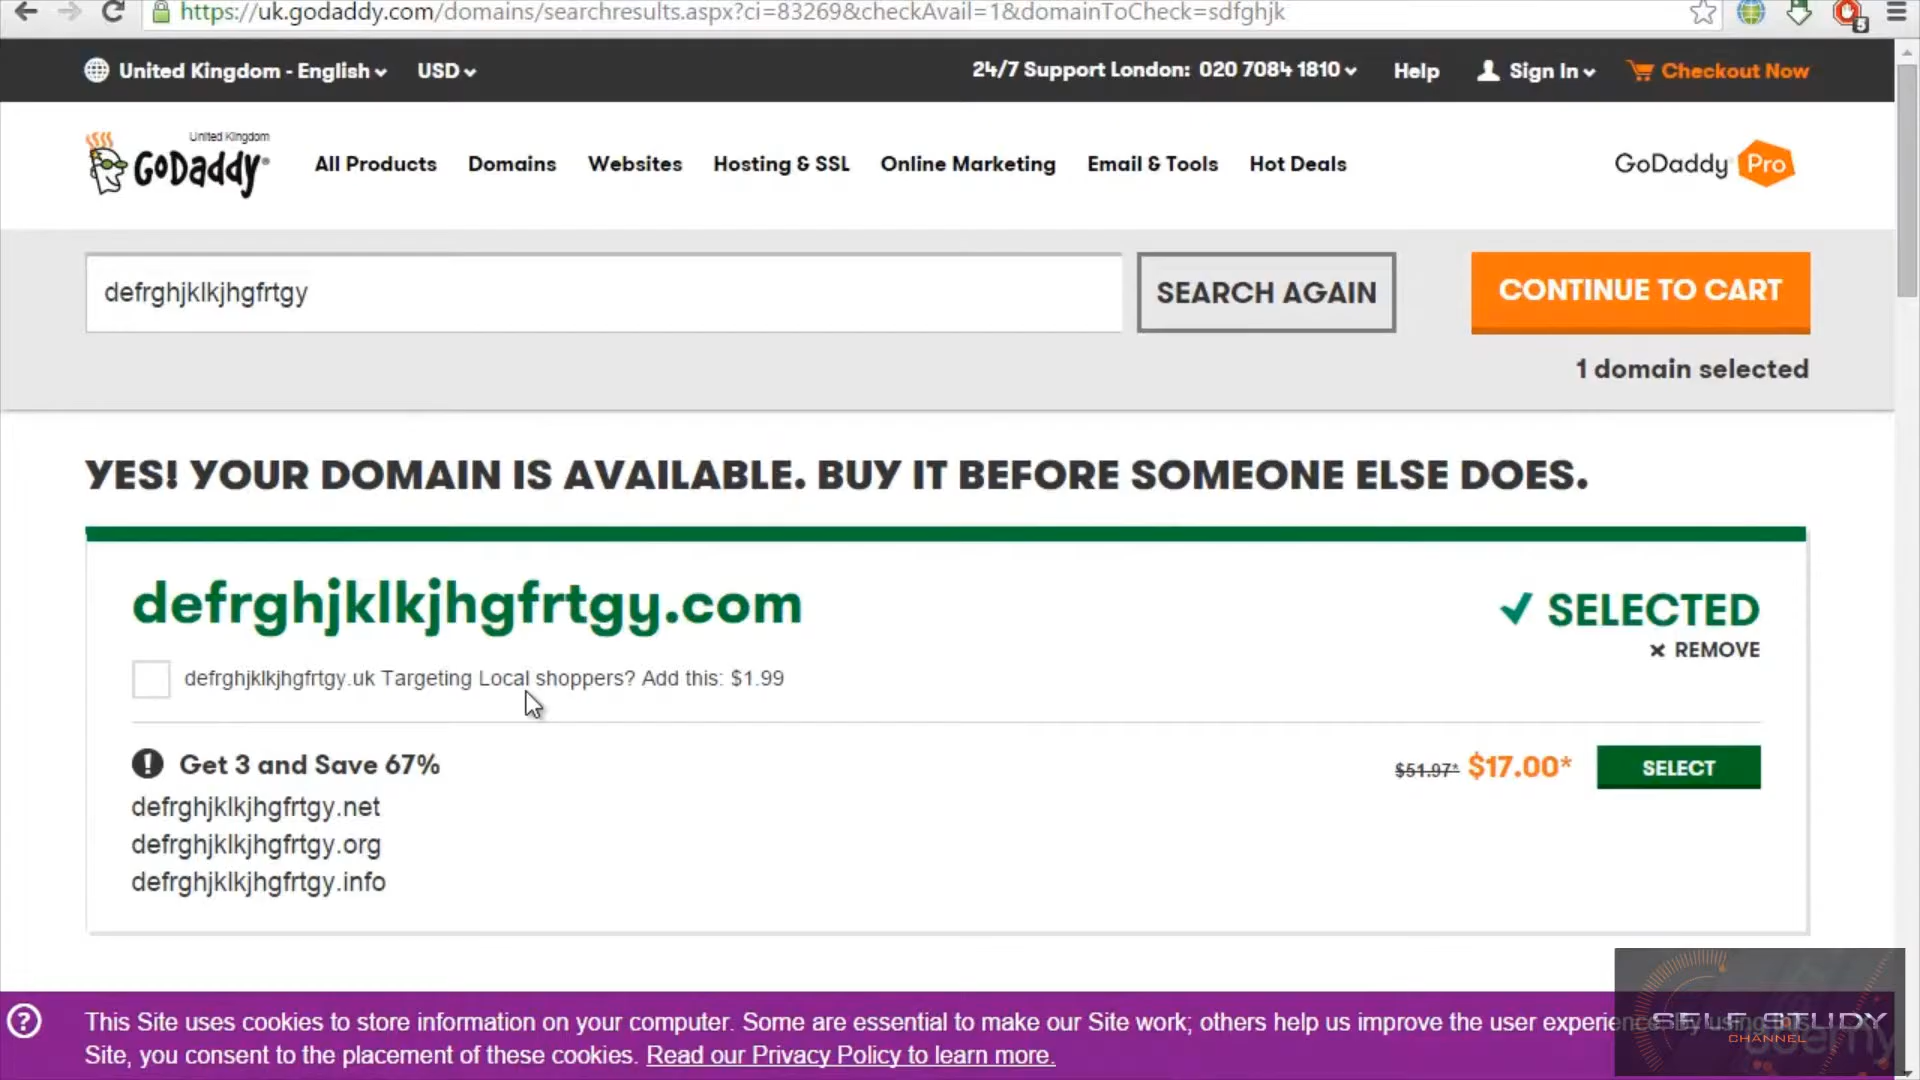 https://uk.godaddy.com/domains/searchresults.aspx?ci=83269&checkAvail=1&domainToCheck=sdfghjk
5
United Kingdom - English USD 24/7 Support London: 020 7084 1810 Help Sign In Checkout Now
United Kingdom
GoDaddy All Products Domains Websites Hosting & SSL Online Marketing Email & Tools Hot Deals GoDaddy Pro
defrghjklkjhgfrtgy SEARCH AGAIN CONTINUE TO CART
1 domain selected
YES! YOUR DOMAIN IS AVAILABLE. BUY IT BEFORE SOMEONE ELSE DOES.
defrghjklkjhgfrtgy.com SELECTED
REMOVE
defrghjklkjhgfrtgy.uk Targeting Local shoppers? Add this: $1.99
Get 3 and Save 67% $51.97* $17.00* SELECT
defrghjklkjhgfrtgy.net
defrghjklkjhgfrtgy.org
defrghjklkjhgfrtgy.info
This Site uses cookies to store information on your computer. Some are essential to make our Site work; others help us improve the user experience. By using
Site, you consent to the placement of these cookies. Read our Privacy Policy to learn more.
SELF STUDY
CHANNEL
udemy